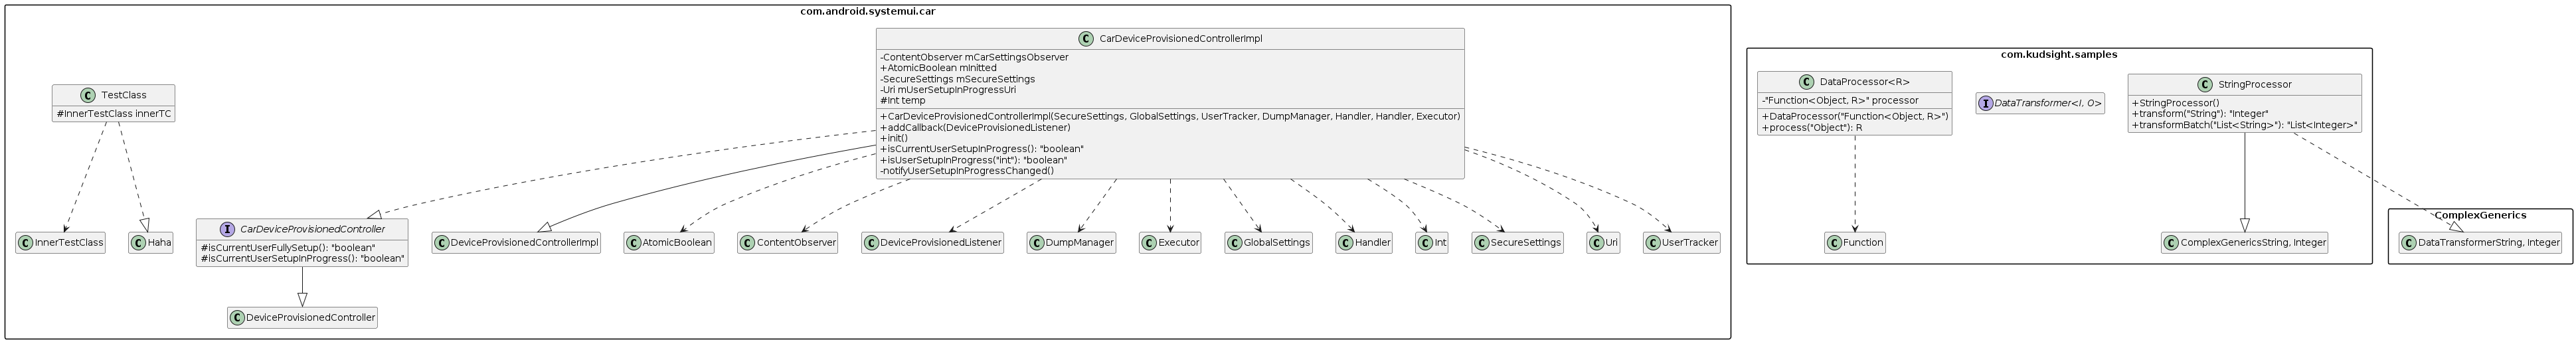 com.android.systemui.car
C TestClass
#InnerTestClass innerTC
C InnerTestClass
C Haha
C CarDeviceProvisionedControllerImpl
-ContentObserver mCarSettingsObserver
+AtomicBoolean mInitted
-SecureSettings mSecureSettings
-Uri mUserSetupInProgressUri
#Int temp
+CarDeviceProvisionedControllerImpl(SecureSettings, GlobalSettings, UserTracker, DumpManager, Handler, Handler, Executor)
+addCallback(DeviceProvisionedListener)
+init()
+isCurrentUserSetupInProgress(): "boolean"
+isUserSetupInProgress("int"): "boolean"
-notifyUserSetupInProgressChanged()
I CarDeviceProvisionedController
#isCurrentUserFullySetup(): "boolean"
#isCurrentUserSetupInProgress(): "boolean"
C DeviceProvisionedController
C DeviceProvisionedControllerImpl
C AtomicBoolean
C ContentObserver
C DeviceProvisionedListener
C DumpManager
C Executor
C GlobalSettings
C Handler
C Int
C SecureSettings
C Uri
C UserTracker
com.kudsight.samples
C DataProcessor<R>
-"Function<Object, R>" processor
+DataProcessor("Function<Object, R>")
+process("Object"): R
I DataTransformer<I, O>
C StringProcessor
+StringProcessor()
+transform("String"): "Integer"
+transformBatch("List<String>"): "List<Integer>"
C Function
C ComplexGenericsString, Integer
ComplexGenerics
C DataTransformerString, Integer